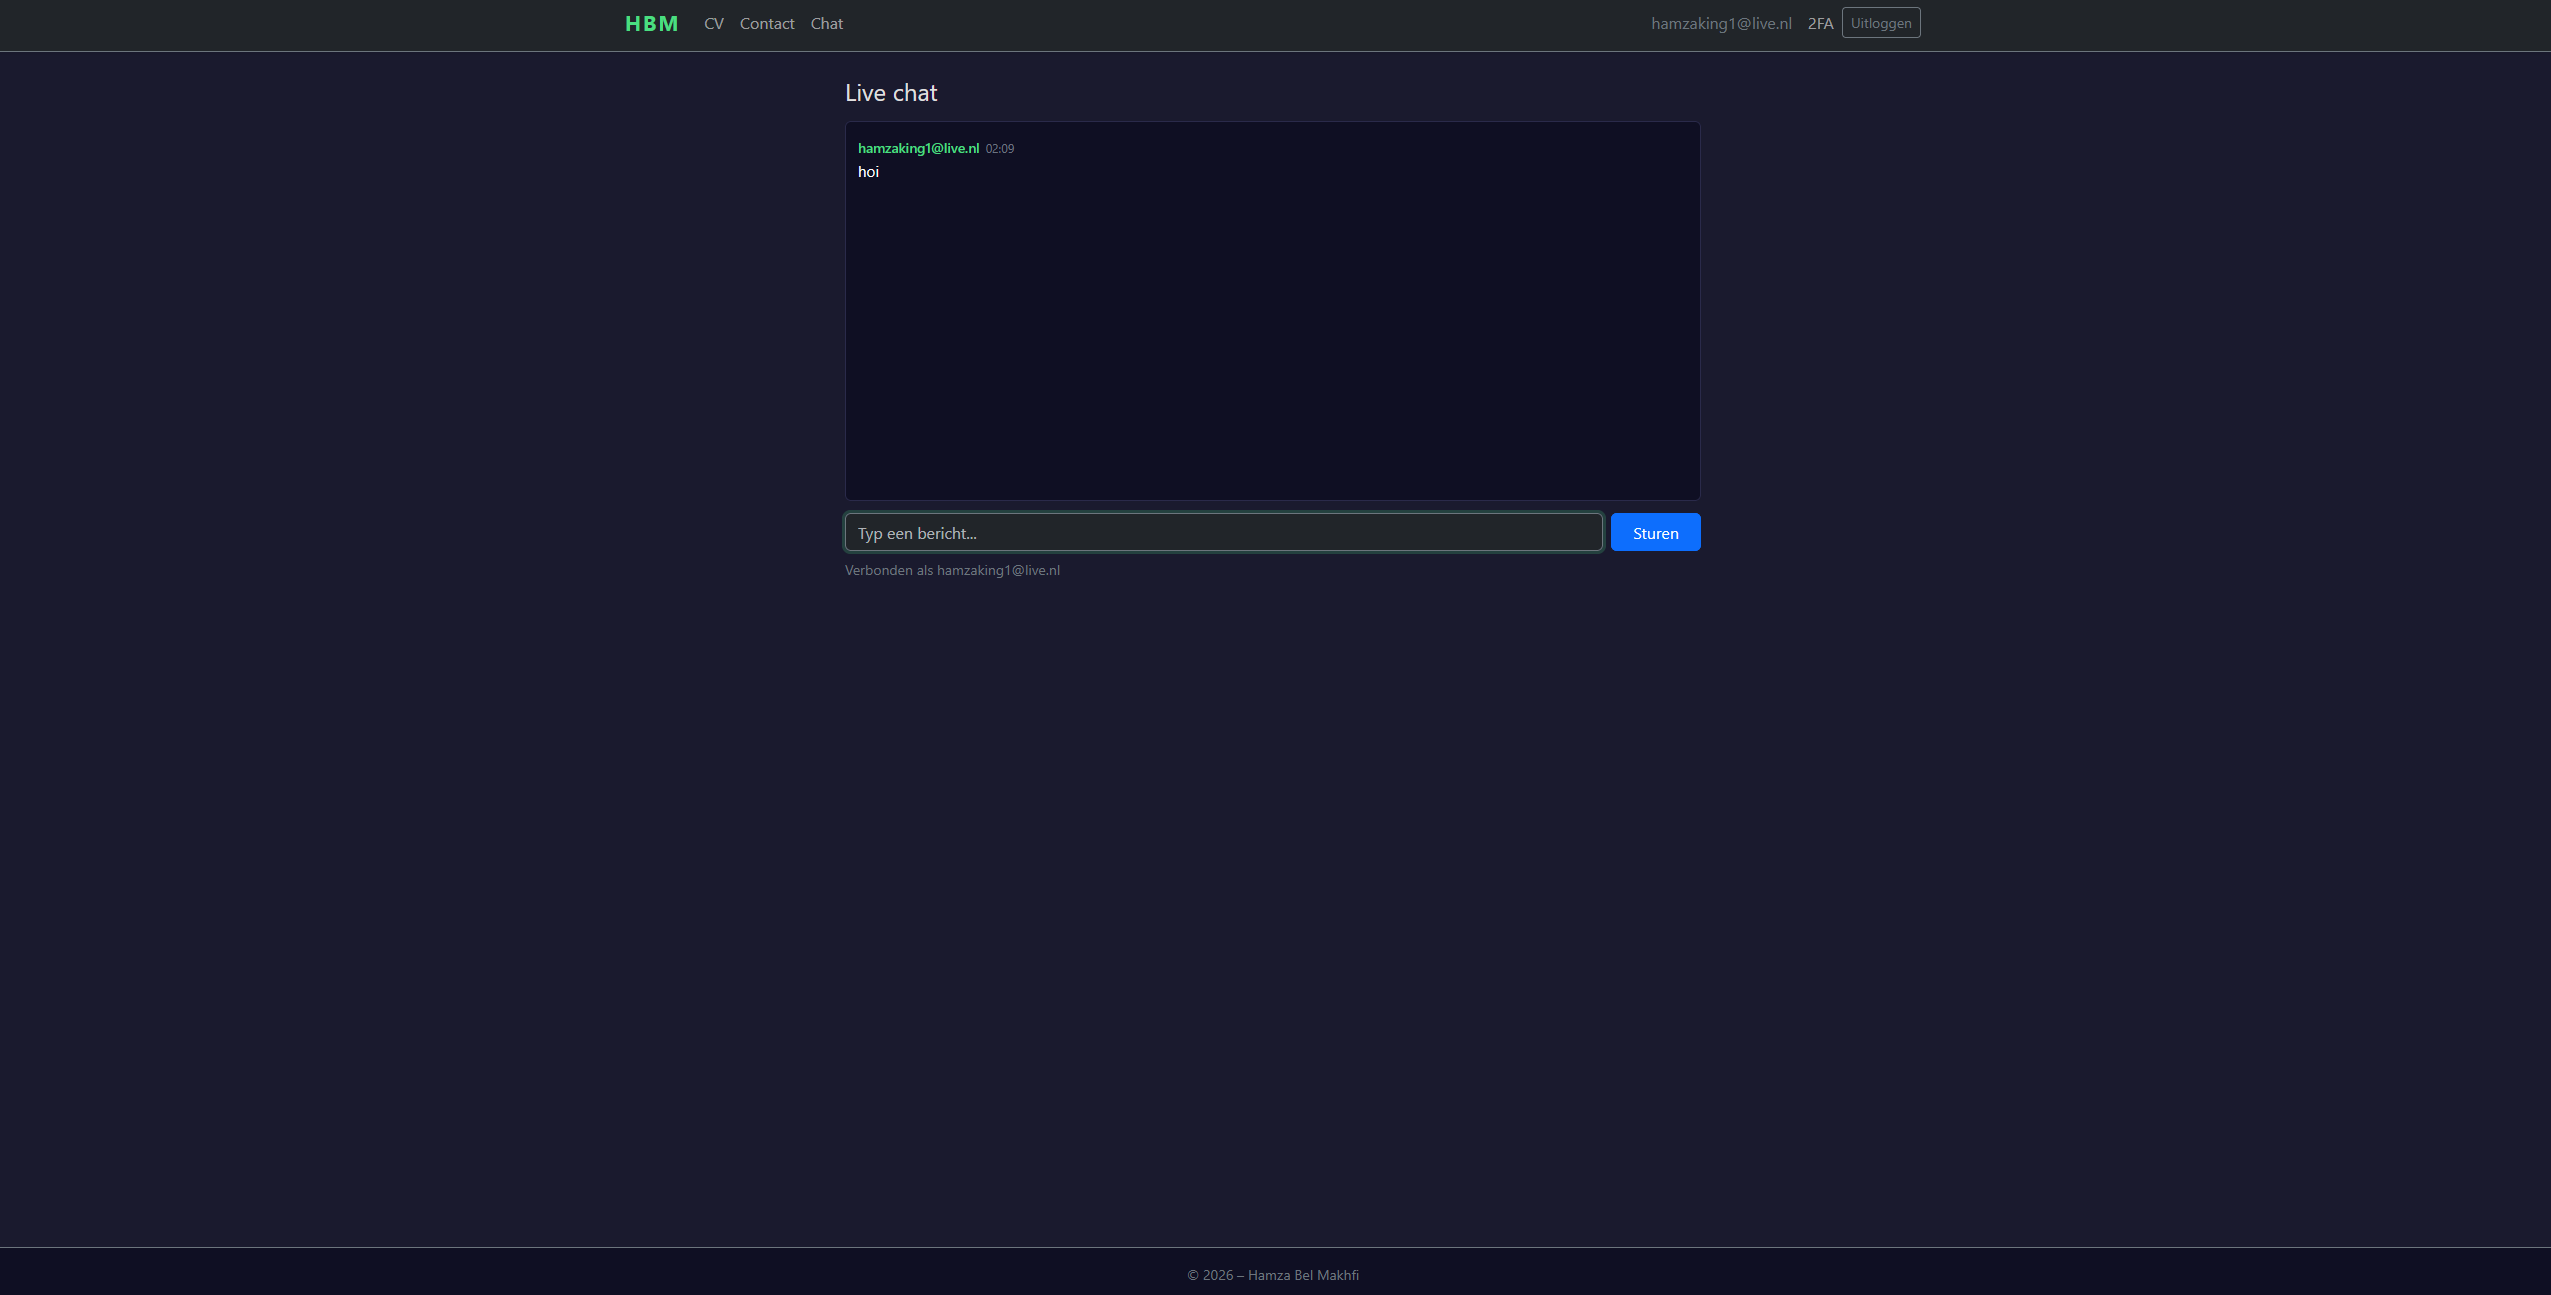 HBM CV Contact Chat hamzaking1@live.nl 2FA Uitloggen
Live chat
hamzaking1@live.nl 02:09
hoi
Typ een bericht... Sturen
Verbonden als hamzaking1@live.nl
© 2026 – Hamza Bel Makhfi